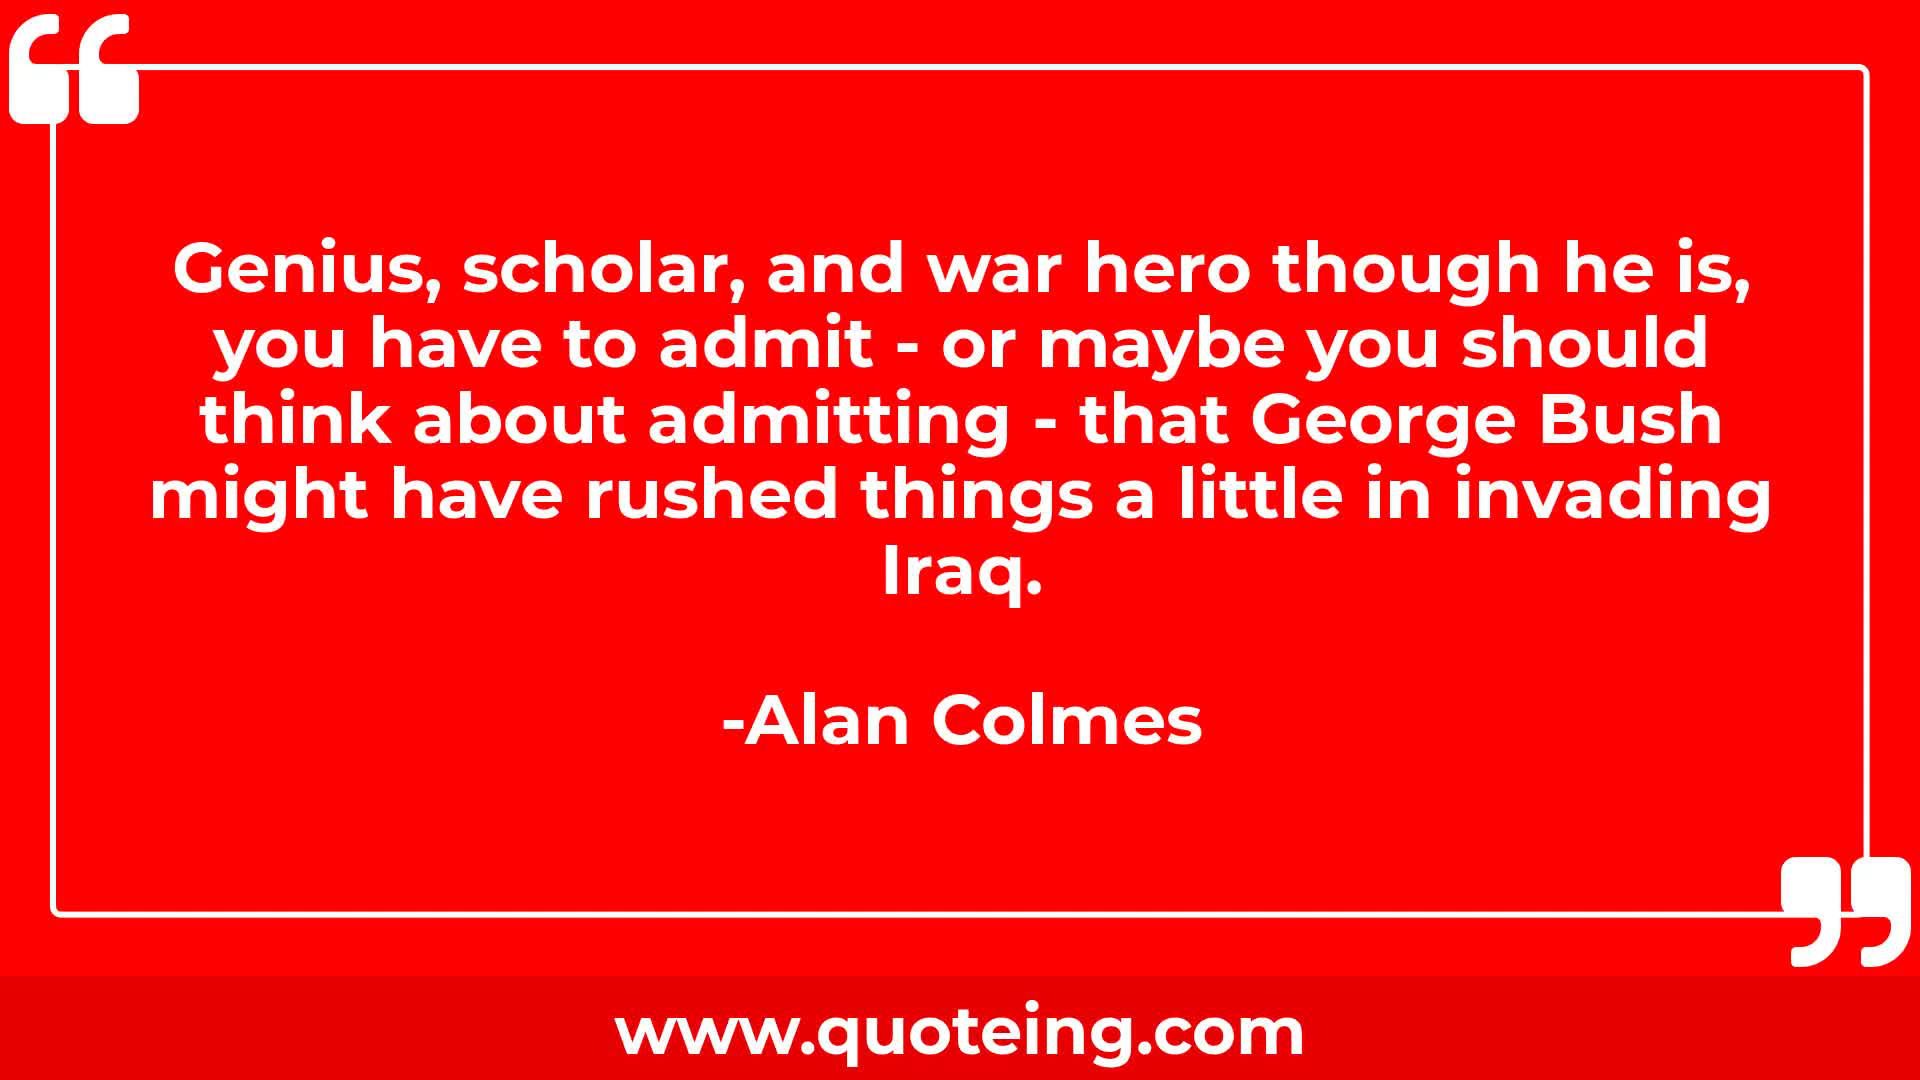 Genius, scholar, and war hero though he is,
you have to admit - or maybe you should
think about admitting - that George Bush
might have rushed things a little in invading
Iraq.
-Alan Colmes
www.quoteing.com